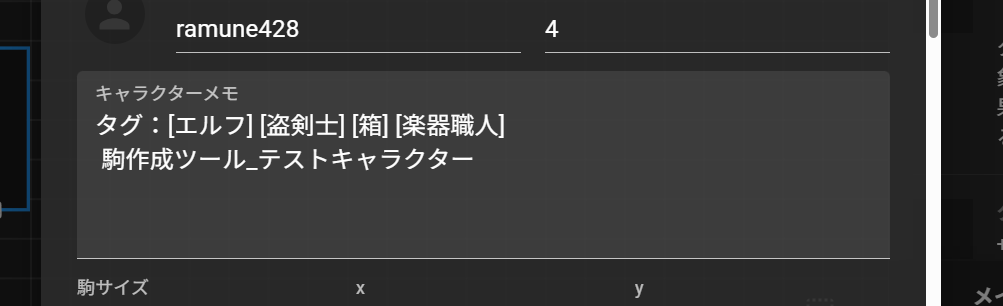 ramune428 4
キャラクターメモ
タグ：[エルフ] [盗剣士] [箱] [楽器職人]
駒作成ツール_テストキャラクター
駒サイズ x y